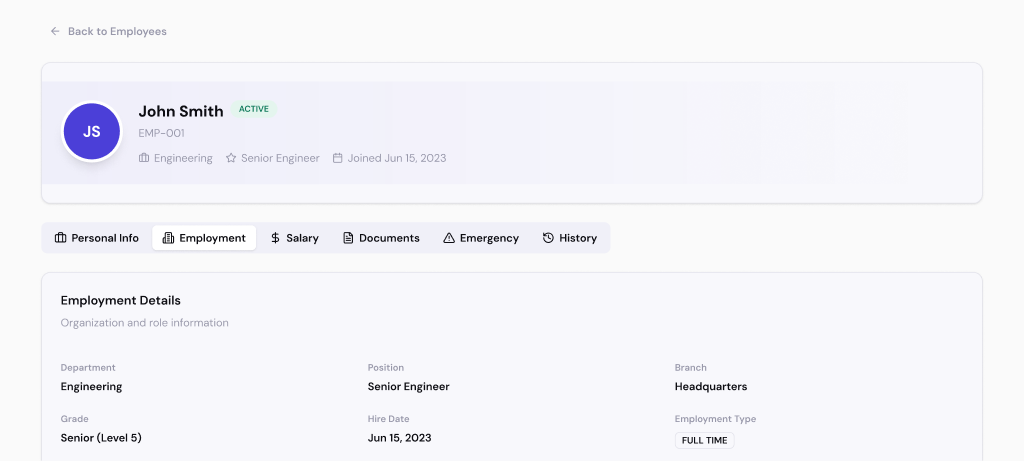 Back to Employees
JS
John Smith ACTIVE
EMP-001
Engineering Senior Engineer Joined Jun 15, 2023
Personal Info Employment Salary Documents Emergency History
Employment Details
Organization and role information
Department Position Branch
Engineering Senior Engineer Headquarters
Grade Hire Date Employment Type
Senior (Level 5) Jun 15, 2023 FULL TIME